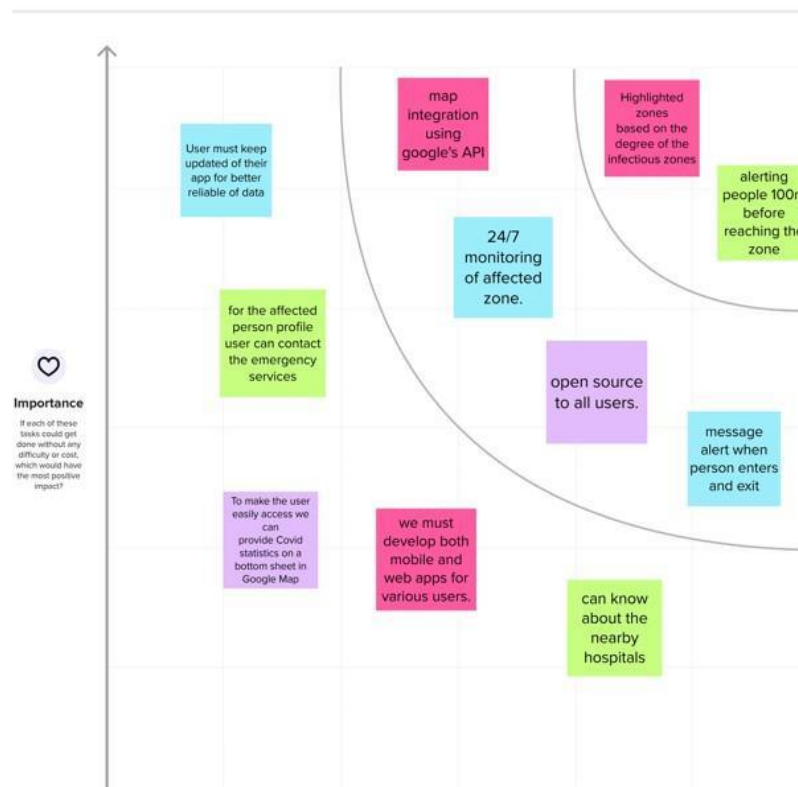 map
integration
using
google's API
Highlighted
zones
based on the
degree of the
infectious zones
User must keep
updated of their
app for better
reliable of data
alerting
people 100m
before
reaching the
zone
24/7
monitoring
of affected
zone.
for the affected
person profile
user can contact
the emergency
services
open source
to all users.
Importance
If each of these
tasks could get
done without any
difficulty or cost,
which would have
the most positive
impact?
message
alert when
person enters
and exit
To make the user
easily access we
can
provide Covid
statistics on a
bottom sheet in
Google Map
we must
develop both
mobile and
web apps for
various users.
can know
about the
nearby
hospitals